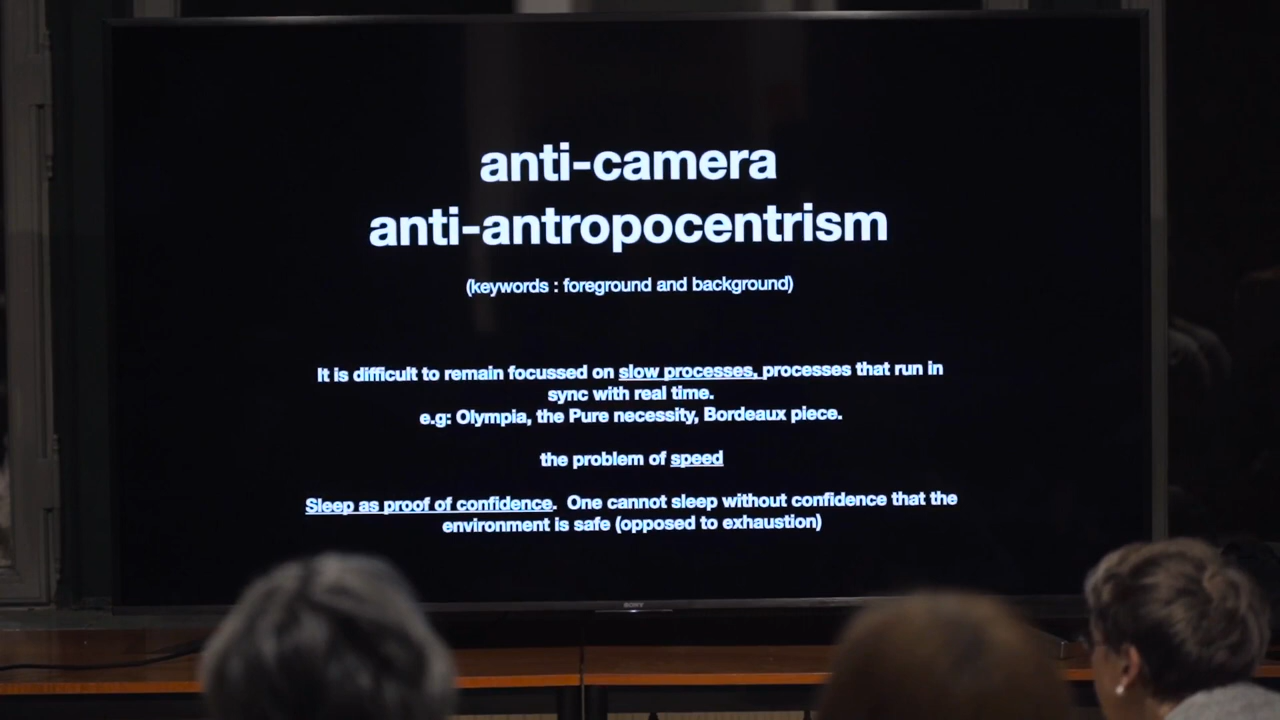 anti-camera
anti-antropocentrism
(keywords : foreground and background)
It is difficult to remain focussed on slow processes, processes that run in
sync with real time.
e.g: Olympia, the Pure necessity, Bordeaux piece.
the problem of speed
Sleep as proof of confidence.  One cannot sleep without confidence that the
environment is safe (opposed to exhaustion)
SONY